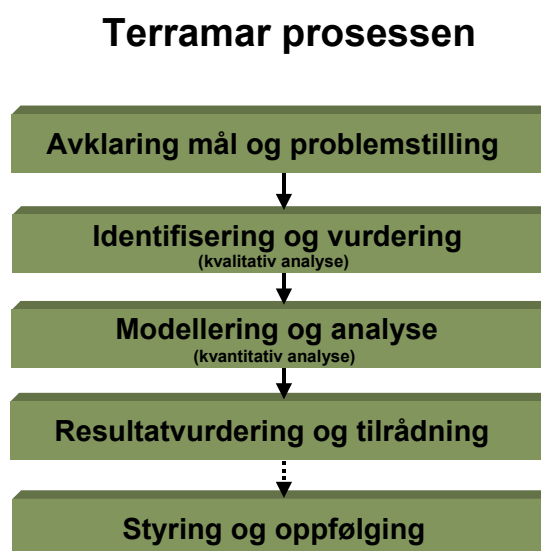 Terramar prosessen
Avklaring mål og problemstilling
Identifisering og vurdering
(kvalitativ analyse)
Modellering og analyse
(kvantitativ analyse)
Resultatvurdering og tilrådning
Styring og oppfølging